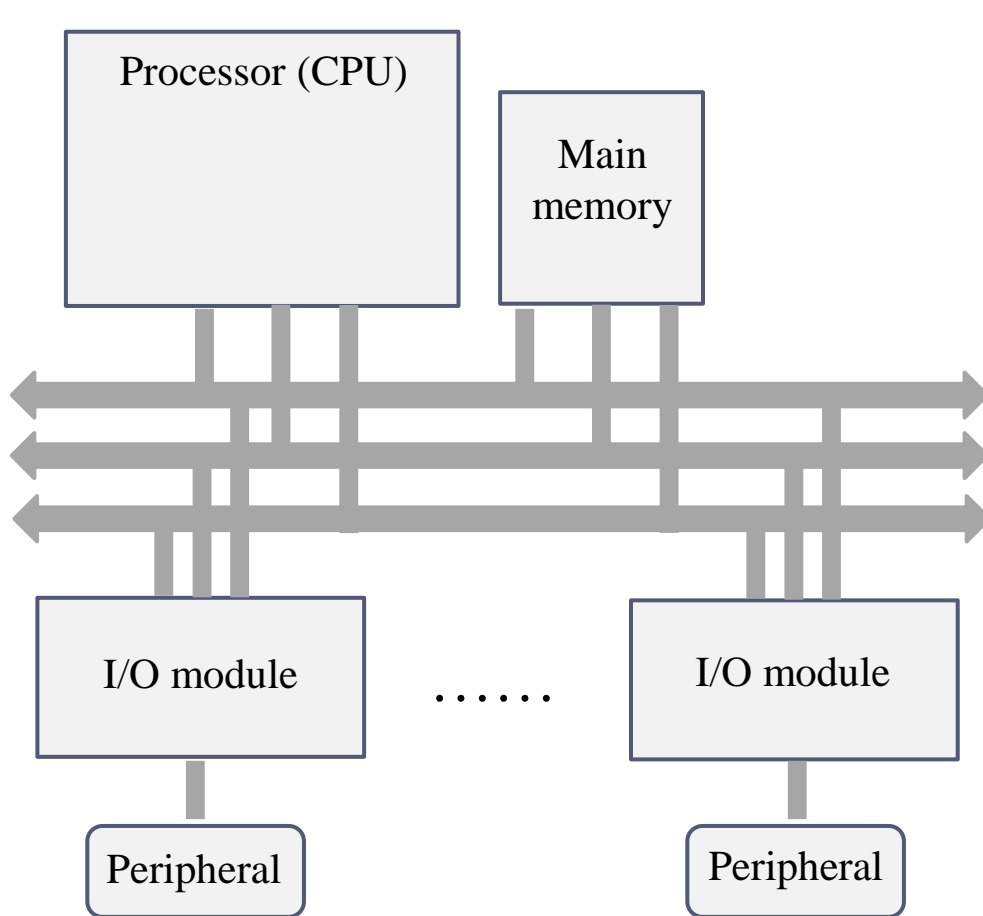 Processor (CPU)
Main
memory
I/O module
......
I/O module
Peripheral
Peripheral